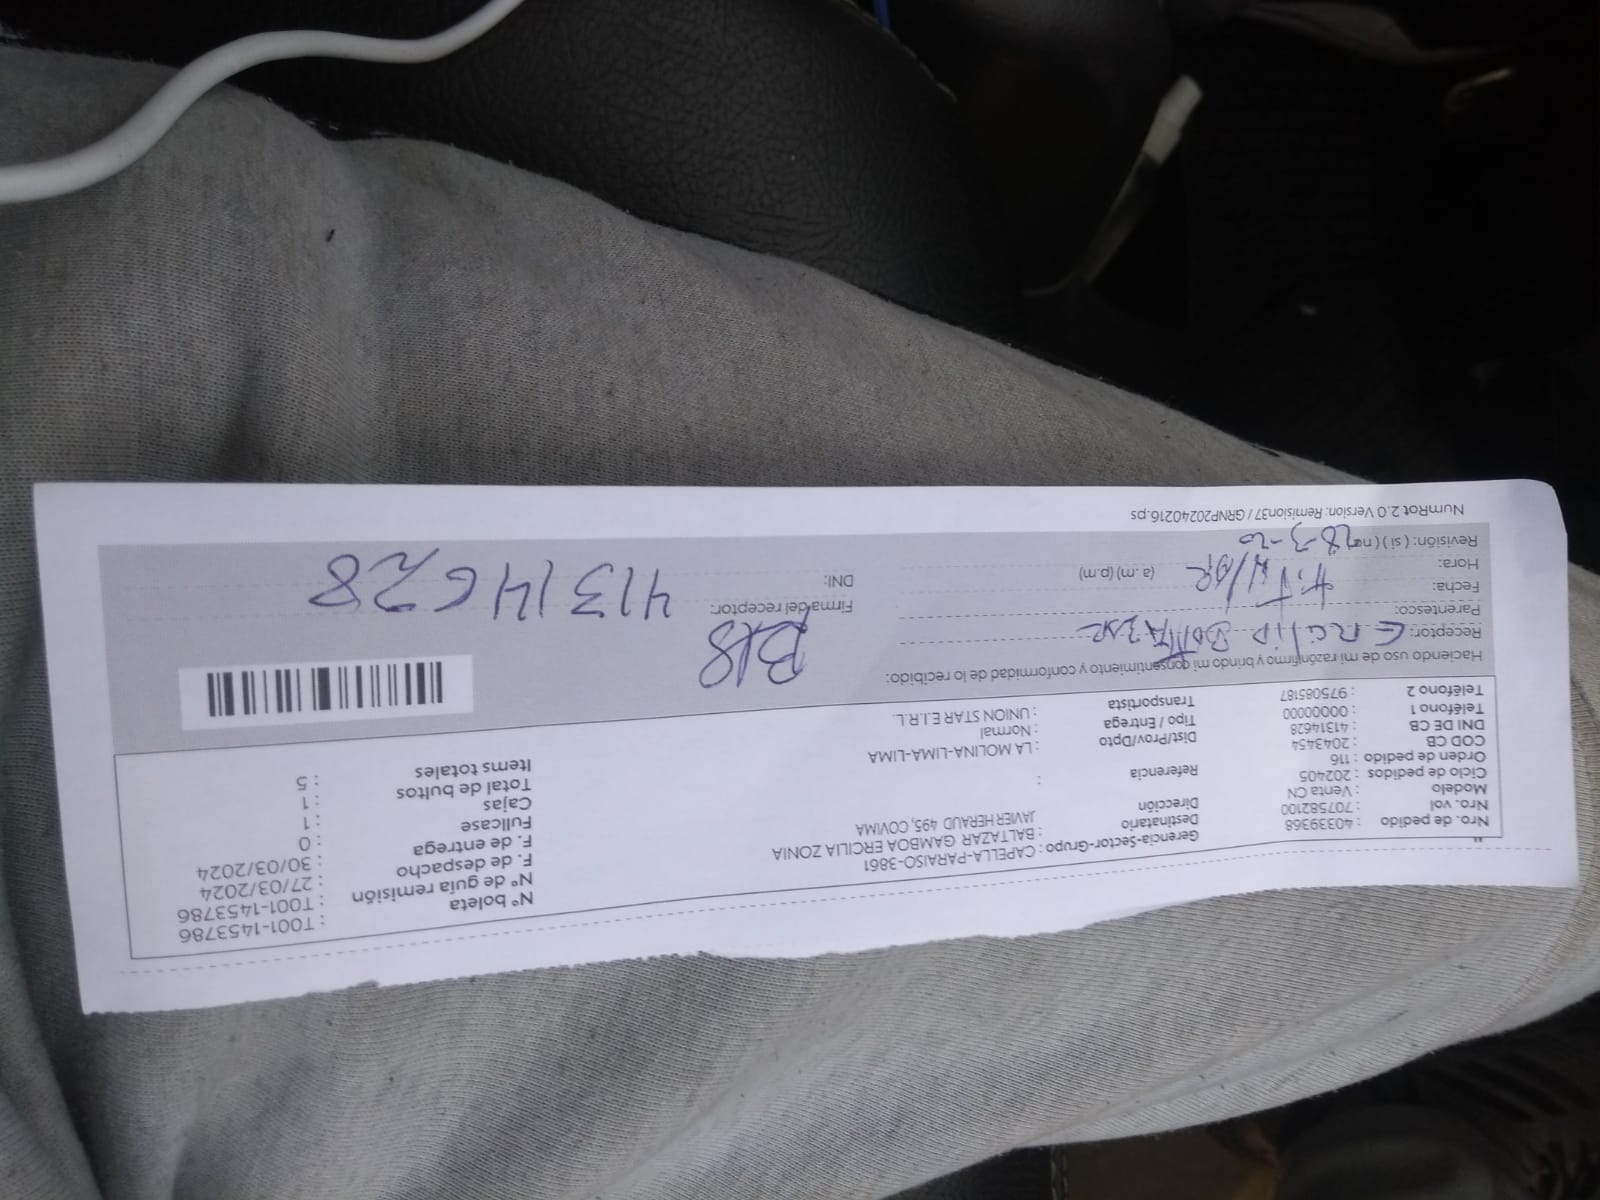 Nro. de pedido : 40339368
Nro. vol : 707582100
Modelo : Venta CN
Ciclo de pedidos : 202405
Orden de pedido : 116
COD CB : 2043454
DNI DE CB : 41314628
Teléfono 1 : 00000000
Teléfono 2 : 975085187
Gerencia-Sector-Grupo : CAPELLA-PARAISO-3861
Destinatario : BALTAZAR GAMBOA ERCILIA ZONIA
Dirección JAVIER HERAUD 495, COVIMA
Referencia :
Dist/Prov/Dpto : LA MOLINA-LIMA-LIMA
Tipo / Entrega : Normal
Transportista : UNION STAR E.I.R.L.
N° boleta : T001-1453786
N° de guía remisión : T001-1453786
F. de despacho : 27/03/2024
F. de entrega : 30/03/2024
Fullcase : 0
Cajas : 1
Total de bultos : 1
Items totales : 5
Haciendo uso de mi razón firmo y brindo mi consentimiento y conformidad de lo recibido:
Receptor:
Parentesco:
Fecha:
Hora: (a.m) (p.m)
Revisión: ( si ) ( no ) 28-3-20
Firma del receptor:
DNI: 41314628
NumRot 2.0 Version: Remision37 / GRNP20240216.ps